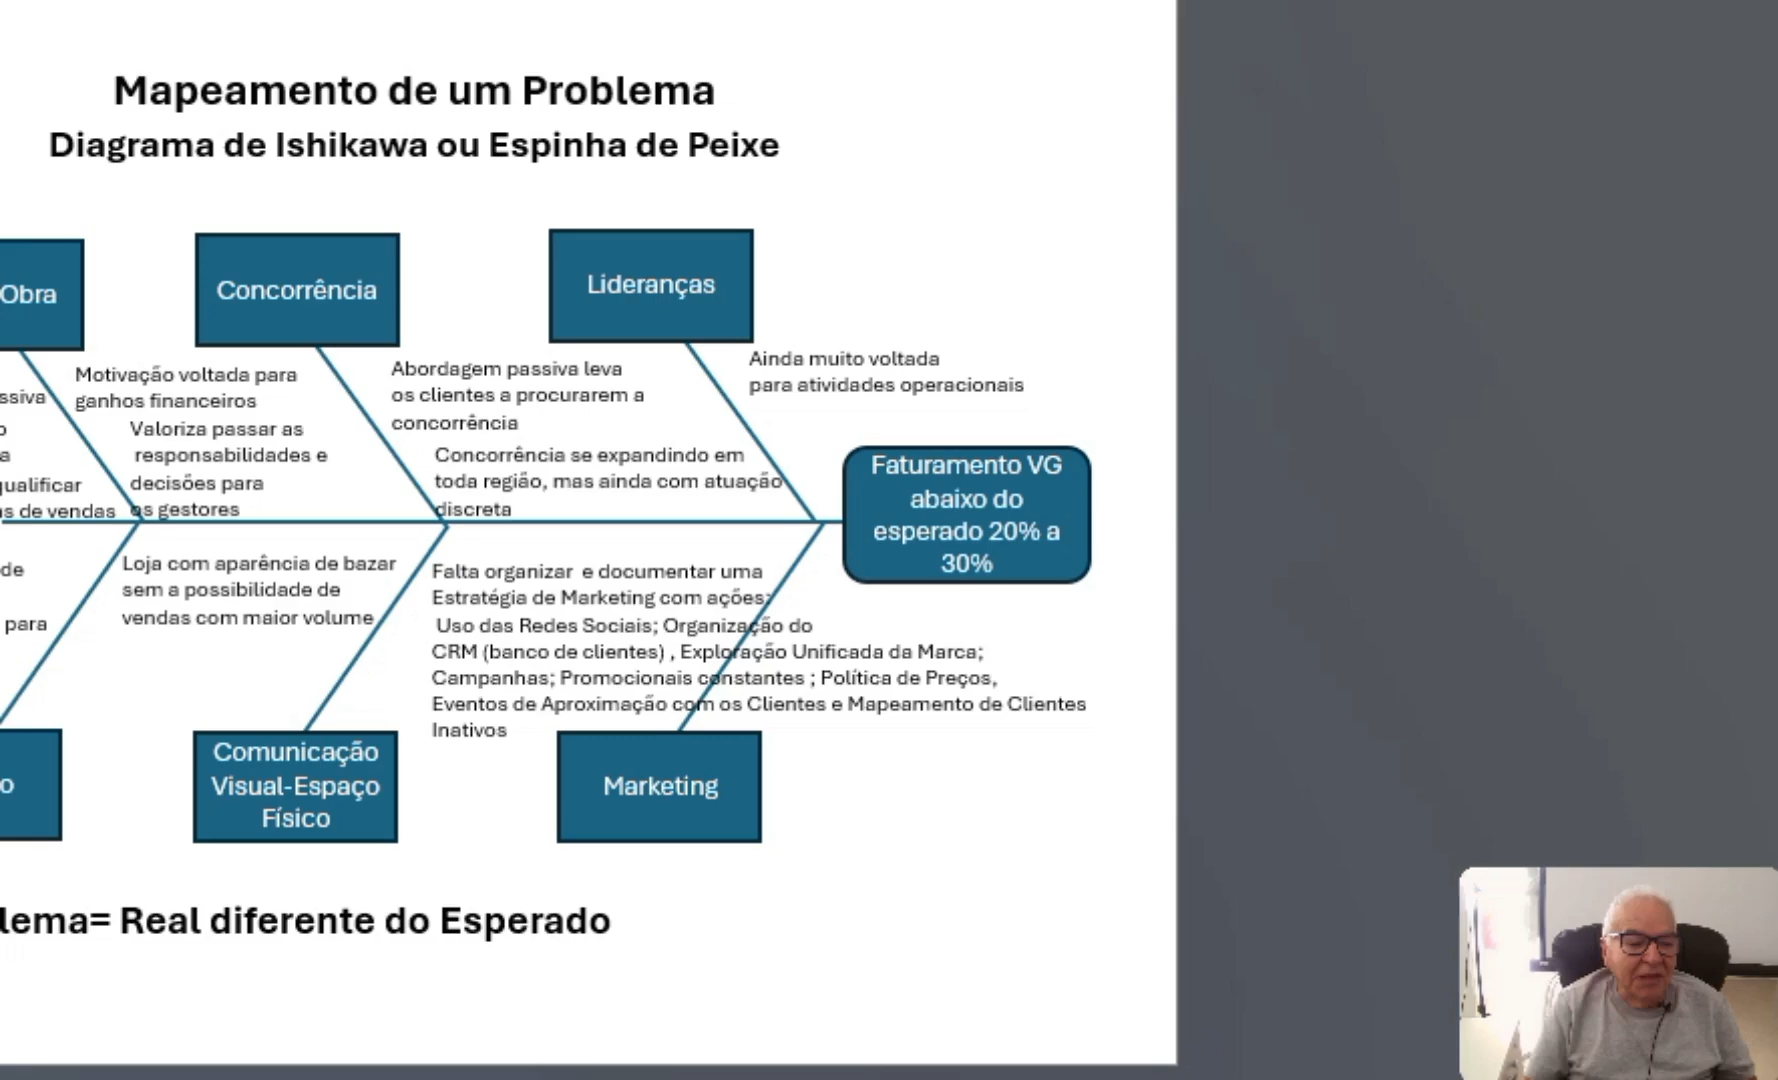 Mapeamento de um Problema
Diagrama de Ishikawa ou Espinha de Peixe
Obra
Concorrência
Lideranças
Motivação voltada para
ganhos financeiros
Valoriza passar as
responsabilidades e
decisões para
os gestores
Abordagem passiva leva
os clientes a procurarem a
concorrência
Concorrência se expandindo em
toda região, mas ainda com atuação
discreta
Ainda muito voltada
para atividades operacionais
qualificar
de vendas
Faturamento VG
abaixo do
esperado 20% a
30%
de
para
Loja com aparência de bazar
sem a possibilidade de
vendas com maior volume
Falta organizar e documentar uma
Estratégia de Marketing com ações:
Uso das Redes Sociais; Organização do
CRM (banco de clientes) , Exploração Unificada da Marca;
Campanhas; Promocionais constantes ; Política de Preços,
Eventos de Aproximação com os Clientes e Mapeamento de Clientes
Inativos
Comunicação
Visual-Espaço
Físico
Marketing
lema= Real diferente do Esperado